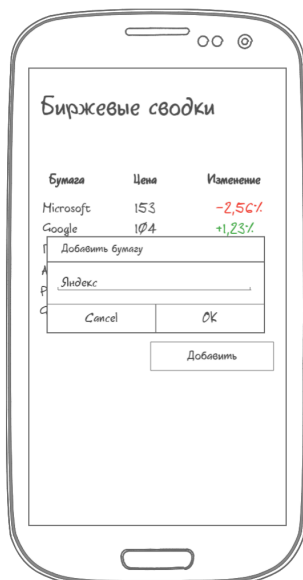 Биржевые сводки
Бумага Цена Изменение
Microsoft 153 -2,56%
Google 104 +1,23%
Добавить бумагу
Яндекс
Cancel OK
Добавить